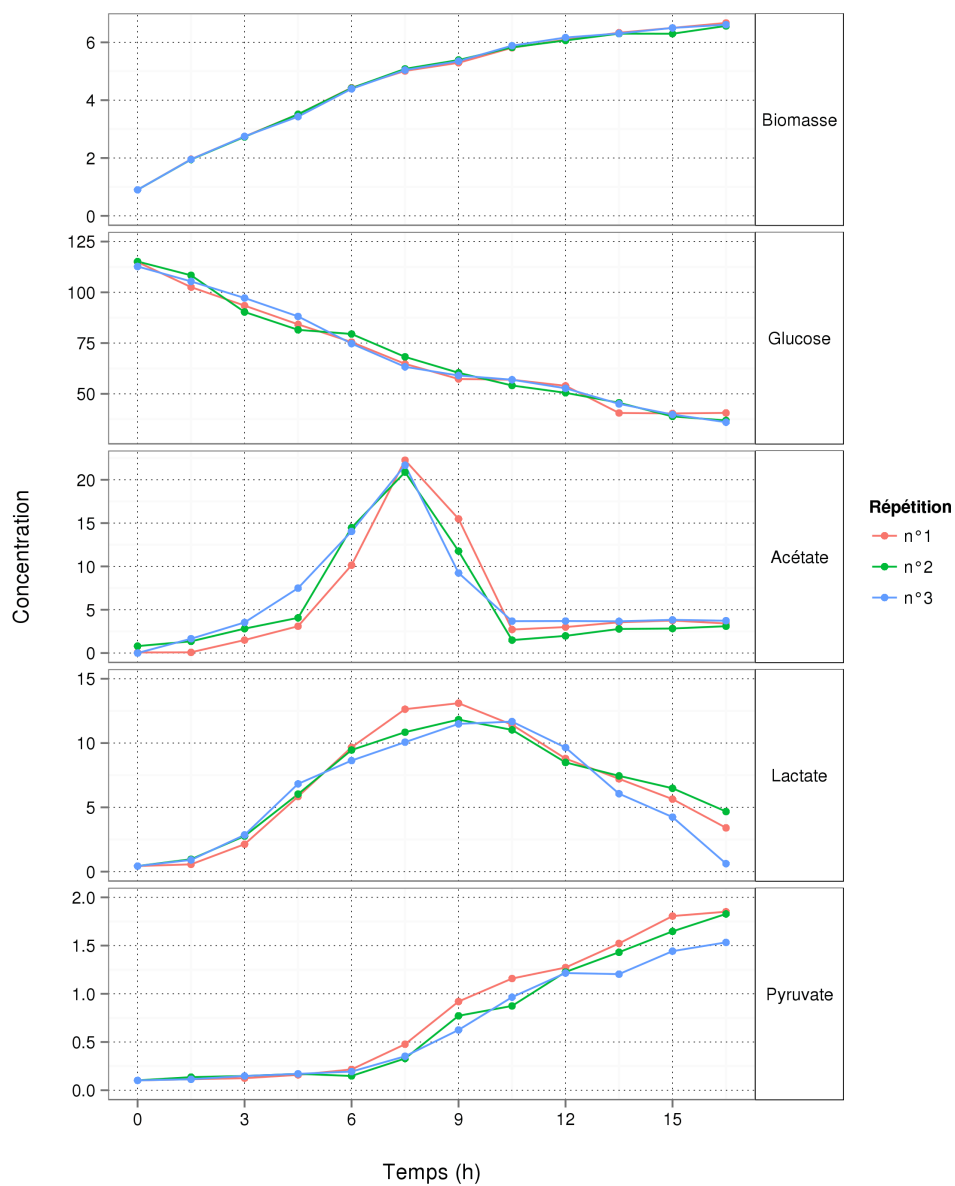 Concentration
6
4
2
0
Biomasse
125
100
75
50
Glucose
20
15
10
5
0
Acétate
15
10
5
0
Lactate
2.0
1.5
1.0
0.5
0.0
Pyruvate
0 3 6 9 12 15
Temps (h)
Répétition
n°1
n°2
n°3